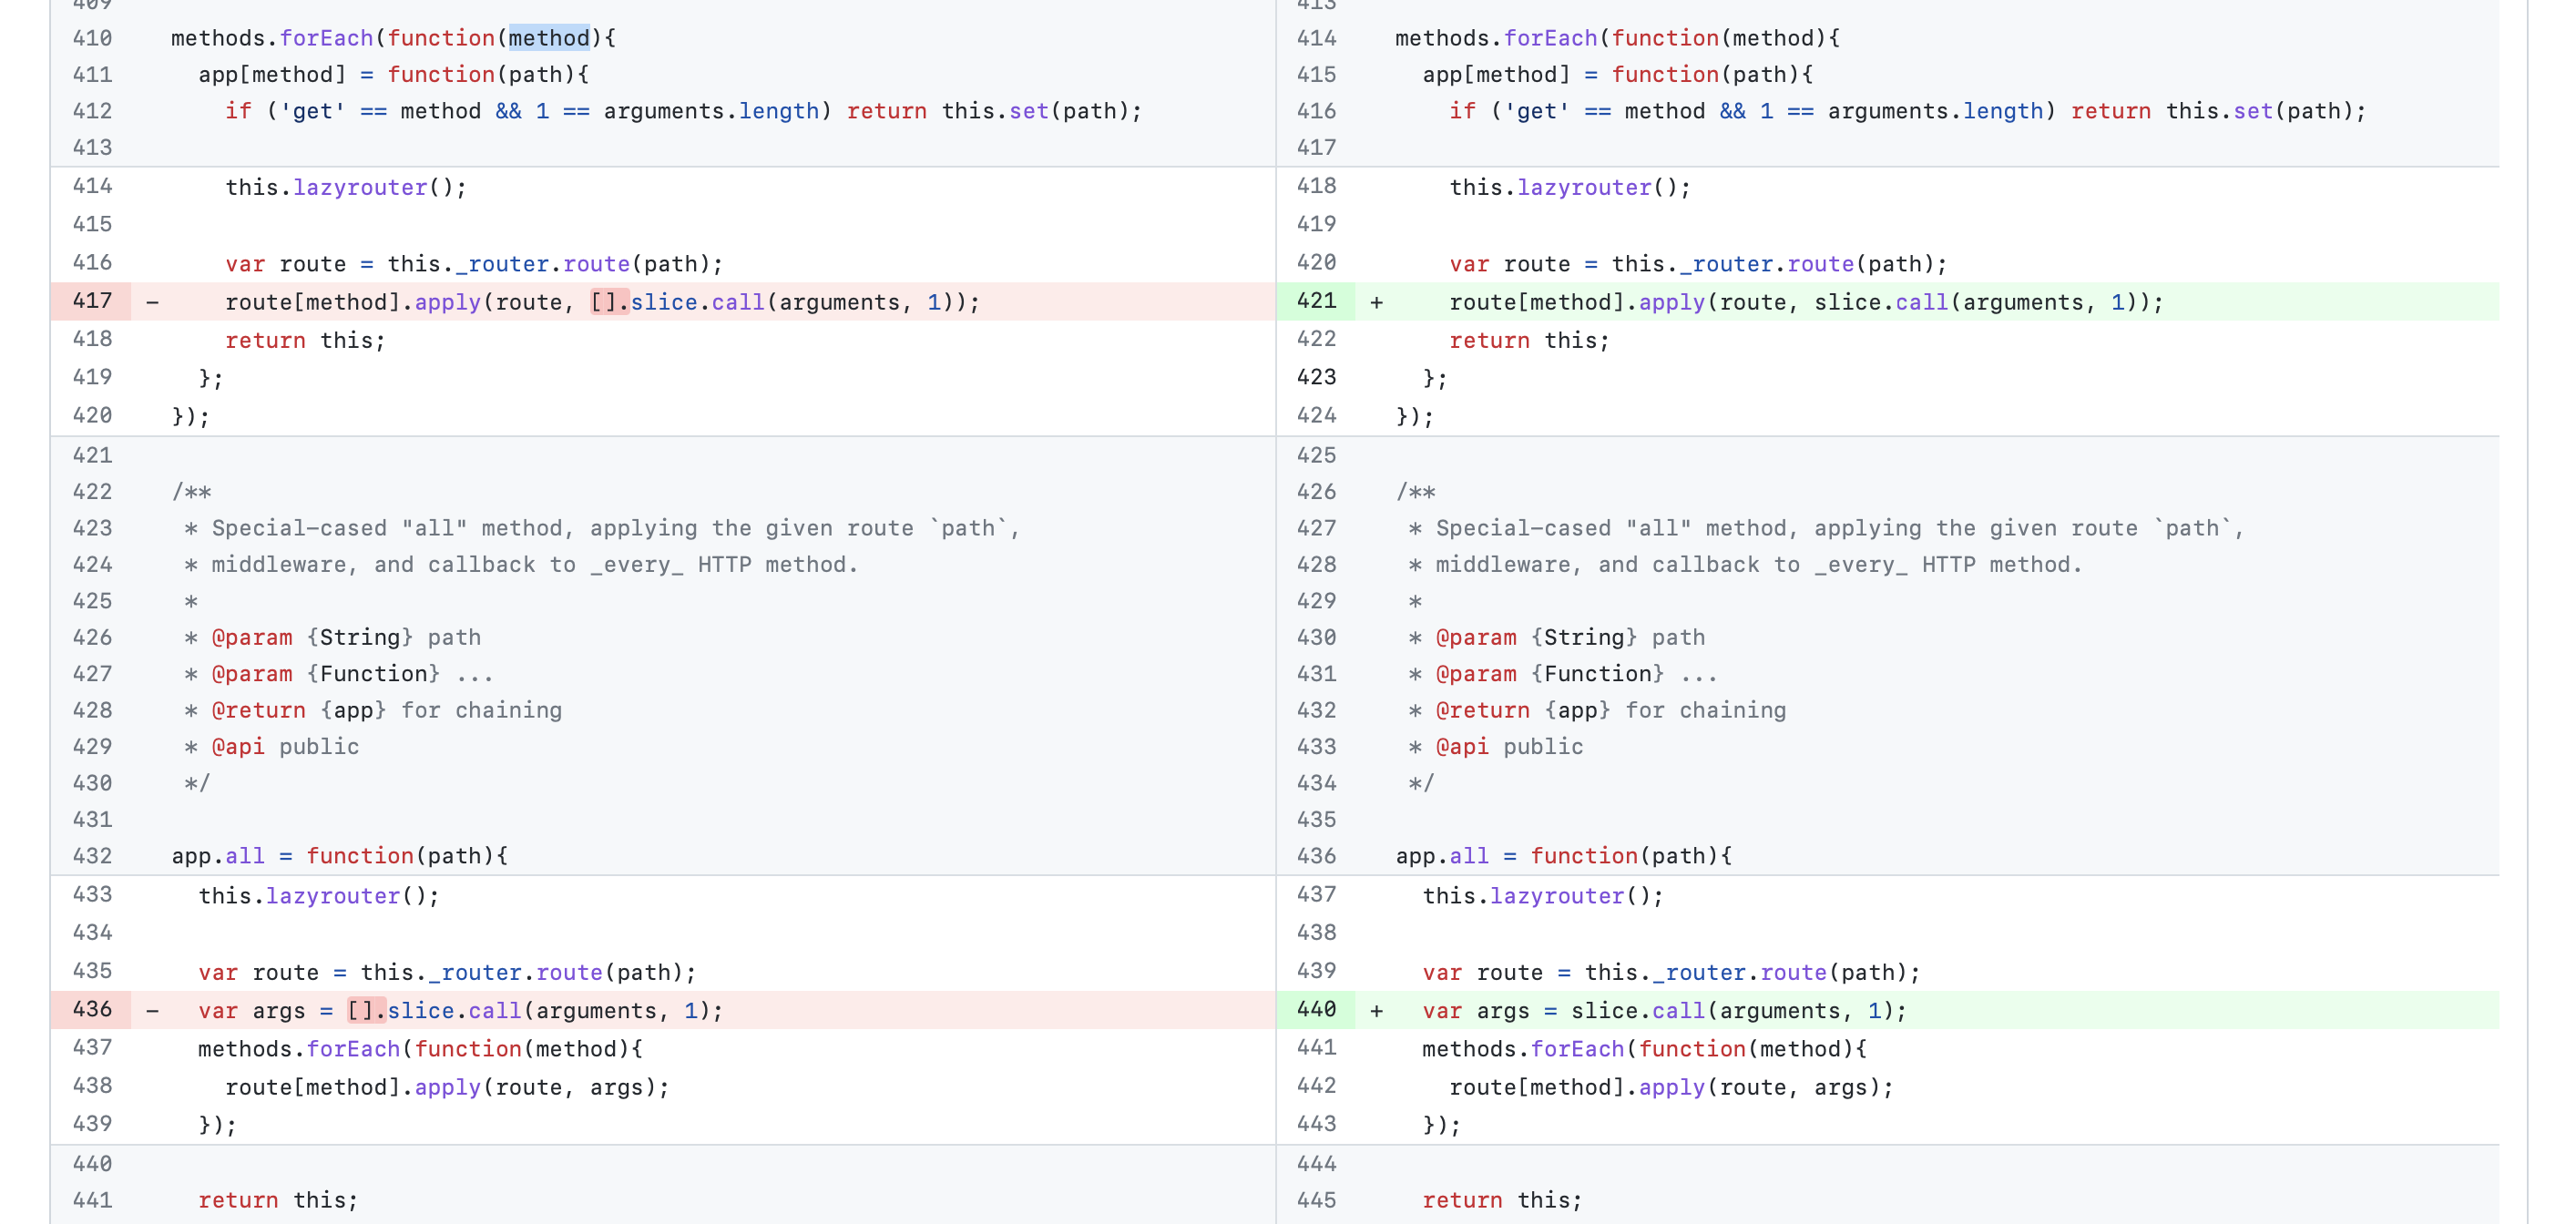 409
410 methods.forEach(function(method){
411 app[method] = function(path){
412 if ('get' == method && 1 == arguments.length) return this.set(path);
413
414 this.lazyrouter();
415
416 var route = this._router.route(path);
417 - route[method].apply(route, [].slice.call(arguments, 1));
418 return this;
419 };
420 });
421
422 /**
423 * Special-cased "all" method, applying the given route `path`,
424 * middleware, and callback to _every_ HTTP method.
425 *
426 * @param {String} path
427 * @param {Function} ...
428 * @return {app} for chaining
429 * @api public
430 */
431
432 app.all = function(path){
433 this.lazyrouter();
434
435 var route = this._router.route(path);
436 - var args = [].slice.call(arguments, 1);
437 methods.forEach(function(method){
438 route[method].apply(route, args);
439 });
440
441 return this;
413
414 methods.forEach(function(method){
415 app[method] = function(path){
416 if ('get' == method && 1 == arguments.length) return this.set(path);
417
418 this.lazyrouter();
419
420 var route = this._router.route(path);
421 + route[method].apply(route, slice.call(arguments, 1));
422 return this;
423 };
424 });
425
426 /**
427 * Special-cased "all" method, applying the given route `path`,
428 * middleware, and callback to _every_ HTTP method.
429 *
430 * @param {String} path
431 * @param {Function} ...
432 * @return {app} for chaining
433 * @api public
434 */
435
436 app.all = function(path){
437 this.lazyrouter();
438
439 var route = this._router.route(path);
440 + var args = slice.call(arguments, 1);
441 methods.forEach(function(method){
442 route[method].apply(route, args);
443 });
444
445 return this;